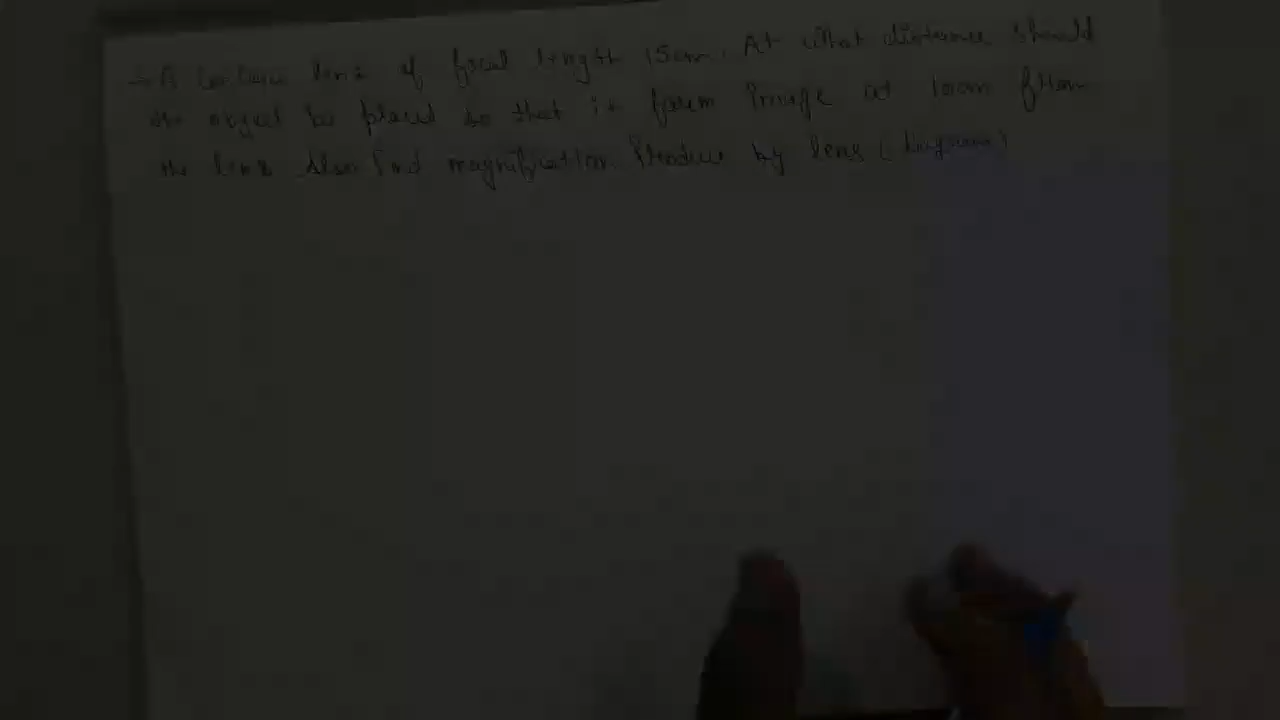 → A Concave lens of focal length 15cm. At what distance should
the object be placed so that it form Image at 10cm from
the lens Also find magnification Produce by lens (diagram)